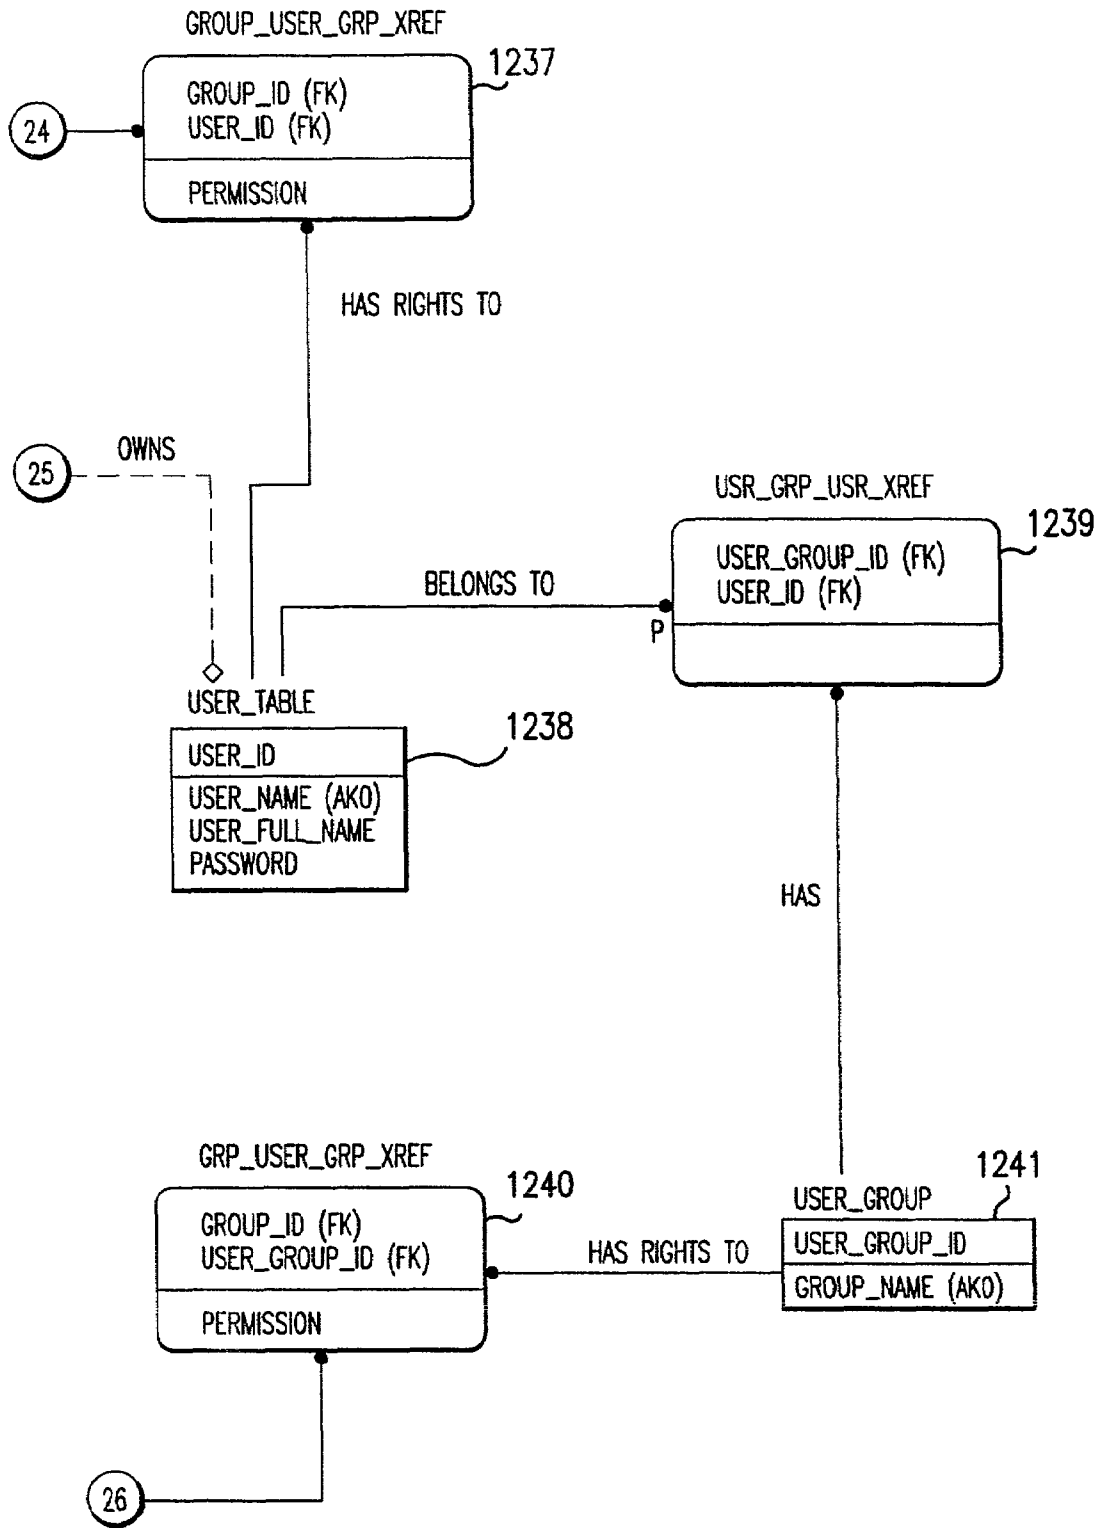 GROUP_USER_GRP_XREF
1237
GROUP_ID (FK)
USER_ID (FK)
24
PERMISSION
HAS RIGHTS TO
OWNS
25
USR_GRP_USR_XREF
1239
USER_GROUP_ID (FK)
USER_ID (FK)
BELONGS TO
P
USER_TABLE
1238
USER_ID
USER_NAME (AKO)
USER_FULL_NAME
PASSWORD
HAS
GRP_USER_GRP_XREF
1240
1241
USER_GROUP
GROUP_ID (FK)
USER_GROUP_ID (FK)
HAS RIGHTS TO
USER_GROUP_ID
GROUP_NAME (AKO)
PERMISSION
26